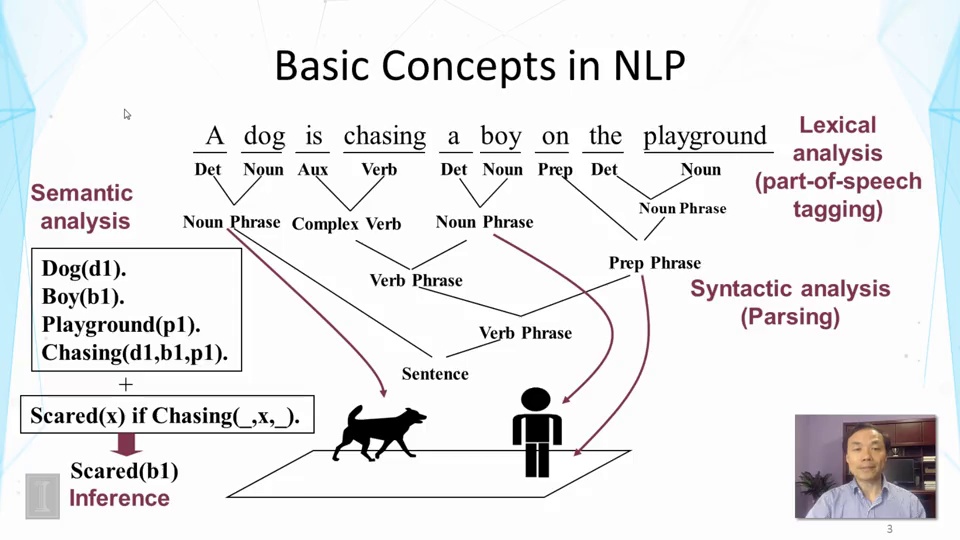 Basic Concepts in NLP
A dog is chasing a boy on the playground
Det Noun Aux Verb Det Noun Prep Det Noun
Lexical
analysis
(part-of-speech
tagging)
Semantic
analysis
Noun Phrase Complex Verb Noun Phrase Noun Phrase
Dog(d1).
Boy(b1).
Playground(p1).
Chasing(d1,b1,p1).
Verb Phrase
Prep Phrase
Syntactic analysis
(Parsing)
Verb Phrase
Sentence
+
Scared(x) if Chasing(_,x,_).
Scared(b1)
Inference
3